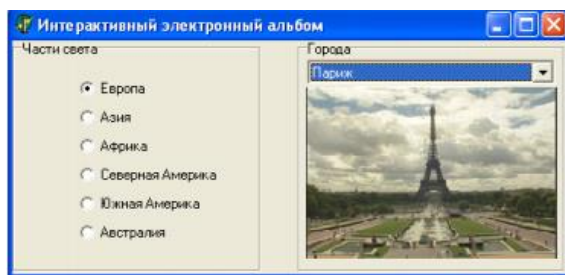 Интерактивный электронный альбом
Части света
Европа
Азия
Африка
Северная Америка
Южная Америка
Австралия
Города
Париж